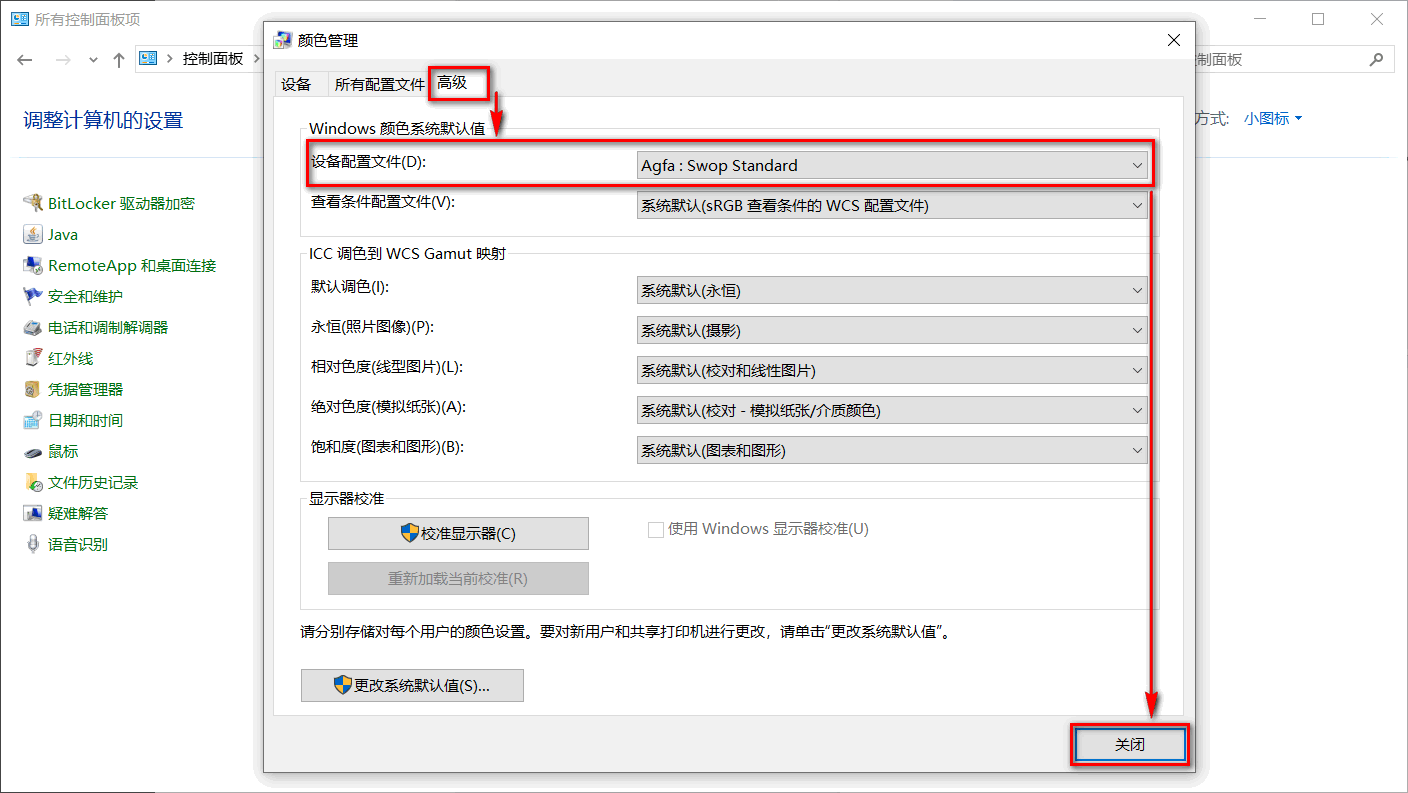 所有控制面板项
控制面板
制面板
调整计算机的设置
方式:
小图标
BitLocker 驱动器加密
Java
RemoteApp 和桌面连接
安全和维护
电话和调制解调器
红外线
凭据管理器
日期和时间
鼠标
文件历史记录
疑难解答
语音识别
颜色管理
设备
所有配置文件
高级
Windows 颜色系统默认值
设备配置文件(D):
Agfa : Swop Standard
查看条件配置文件(V):
系统默认(sRGB 查看条件的 WCS 配置文件)
ICC 调色到 WCS Gamut 映射
默认调色(I):
系统默认(永恒)
永恒(照片图像)(P):
系统默认(摄影)
相对色度(线型图片)(L):
系统默认(校对和线性图片)
绝对色度(模拟纸张)(A):
系统默认(校对 - 模拟纸张/介质颜色)
饱和度(图表和图形)(B):
系统默认(图表和图形)
显示器校准
校准显示器(C)
使用 Windows 显示器校准(U)
重新加载当前校准(R)
请分别存储对每个用户的颜色设置。要对新用户和共享打印机进行更改，请单击“更改系统默认值”。
更改系统默认值(S)...
关闭